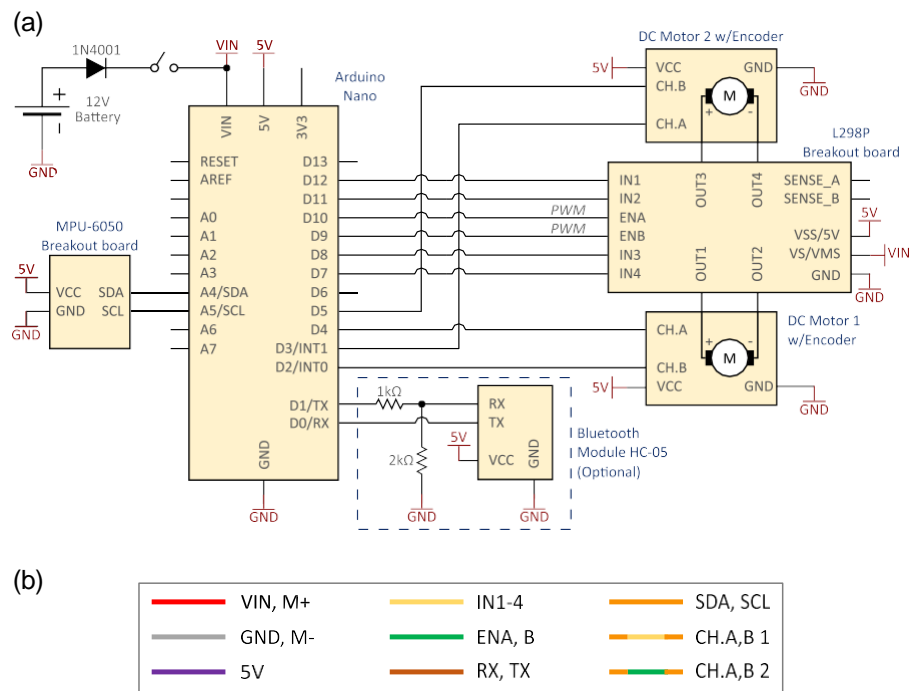 (a)
1N4001
12V
Battery
+
-
GND
VIN
5V
Arduino
Nano
VIN
5V
3V3
RESET
AREF
A0
A1
A2
A3
A4/SDA
A5/SCL
A6
A7
D13
D12
D11
D10
D9
D8
D7
D6
D5
D4
D3/INT1
D2/INT0
D1/TX
D0/RX
GND
GND
MPU-6050
Breakout board
5V
VCC
GND
SDA
SCL
GND
PWM
PWM
DC Motor 2 w/Encoder
5V
VCC
CH.B
CH.A
GND
GND
M
+
-
L298P
Breakout board
IN1
IN2
ENA
ENB
IN3
IN4
OUT3
OUT4
OUT1
OUT2
SENSE_A
SENSE_B
VSS/5V
VS/VMS
GND
5V
VIN
GND
DC Motor 1
w/Encoder
CH.A
CH.B
VCC
GND
5V
GND
M
+
-
1kΩ
2kΩ
GND
RX
TX
VCC
GND
5V
GND
Bluetooth
Module HC-05
(Optional)
(b)
VIN, M+
IN1-4
SDA, SCL
GND, M-
ENA, B
CH.A,B 1
5V
RX, TX
CH.A,B 2